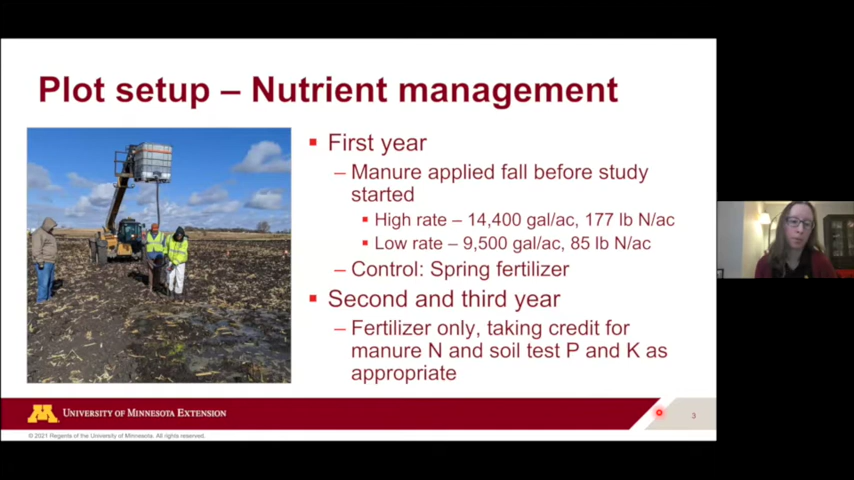 Plot setup – Nutrient management
▪ First year
– Manure applied fall before study
started
▪ High rate – 14,400 gal/ac, 177 lb N/ac
▪ Low rate – 9,500 gal/ac, 85 lb N/ac
– Control: Spring fertilizer
▪ Second and third year
– Fertilizer only, taking credit for
manure N and soil test P and K as
appropriate
M University of Minnesota Extension
3
© 2021 Regents of the University of Minnesota. All rights reserved.